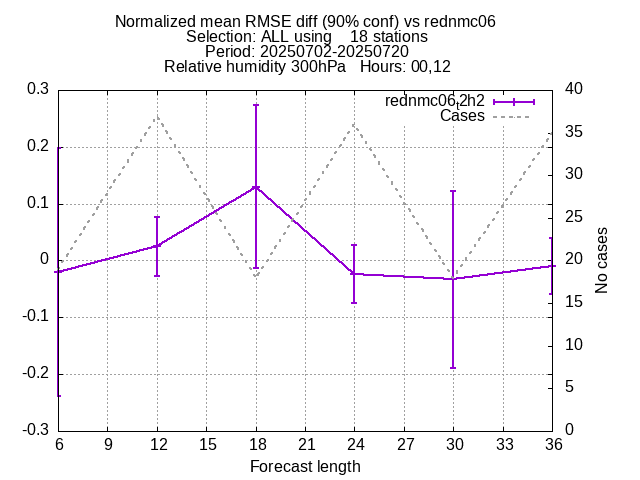 Normalized mean RMSE diff (90% conf) vs rednmc06
Selection: ALL using    18 stations
Period: 20250702-20250720
Relative humidity 300hPa   Hours: 00,12
rednmc06_t2h2
Cases
0.3
0.2
0.1
0
-0.1
-0.2
-0.3
40
35
30
25
20
15
10
5
0
No cases
6 9 12 15 18 21 24 27 30 33 36
Forecast length